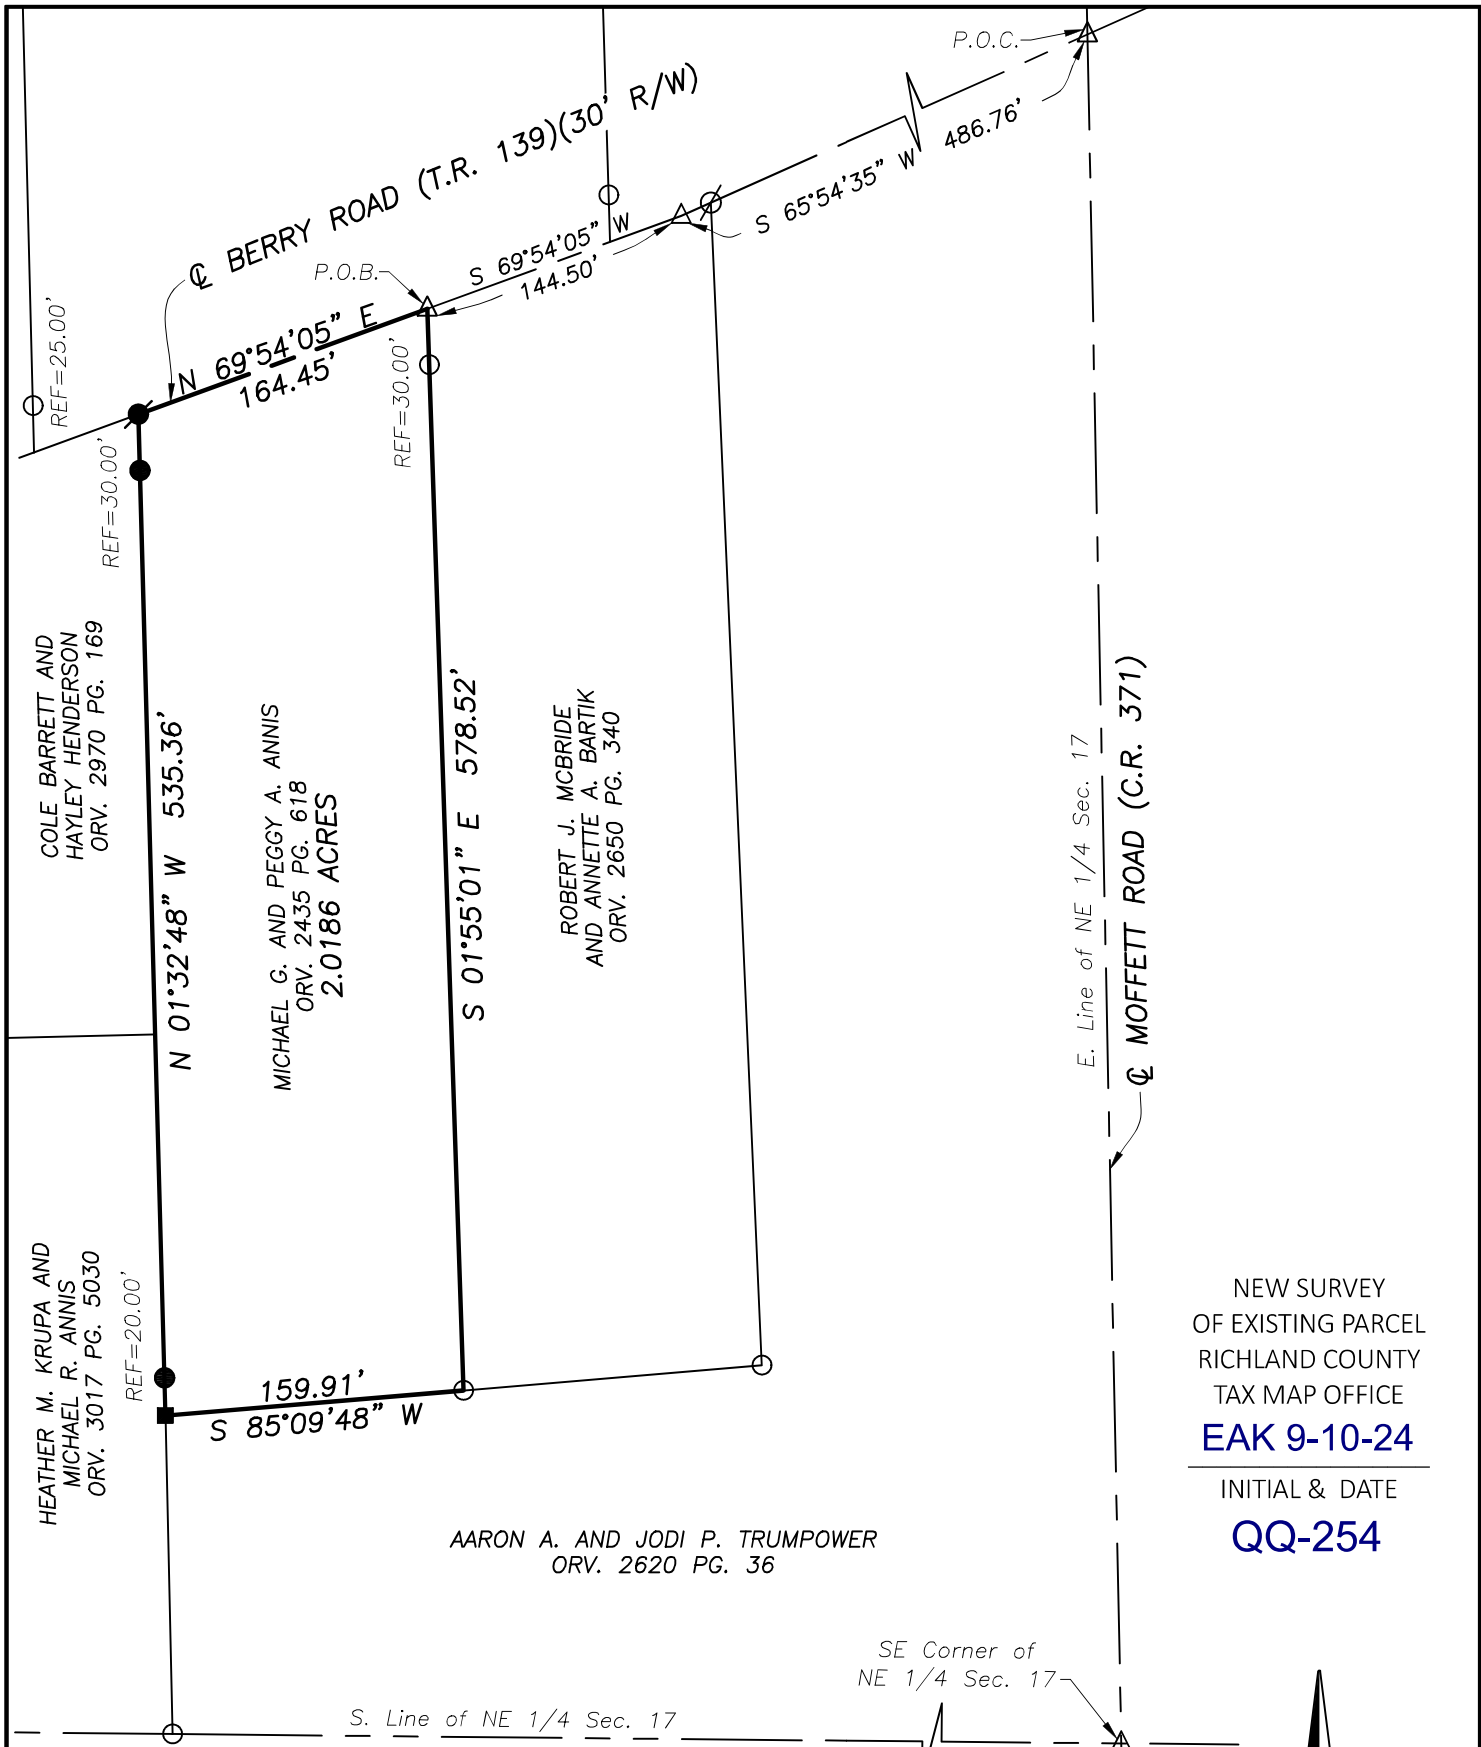 P.O.C.
℄ BERRY ROAD (T.R. 139)(30' R/W)
486.76'
S 65°54'35" W
S 69°54'05" W
144.50'
P.O.B.
N 69°54'05" E
164.45'
REF=25.00'
REF=30.00'
REF=30.00'
COLE BARRETT AND
HAYLEY HENDERSON
ORV. 2970 PG. 169
N 01°32'48" W 535.36'
MICHAEL G. AND PEGGY A. ANNIS
ORV. 2435 PG. 618
2.0186 ACRES
S 01°55'01" E 578.52'
ROBERT J. MCBRIDE
AND ANNETTE A. BARTIK
ORV. 2650 PG. 340
E. Line of NE 1/4 Sec. 17
℄ MOFFETT ROAD (C.R. 371)
HEATHER M. KRUPA AND
MICHAEL R. ANNIS
ORV. 3017 PG. 5030
REF=20.00'
159.91'
S 85°09'48" W
NEW SURVEY
OF EXISTING PARCEL
RICHLAND COUNTY
TAX MAP OFFICE
EAK 9-10-24
INITIAL & DATE
QQ-254
AARON A. AND JODI P. TRUMPOWER
ORV. 2620 PG. 36
SE Corner of
NE 1/4 Sec. 17
S. Line of NE 1/4 Sec. 17